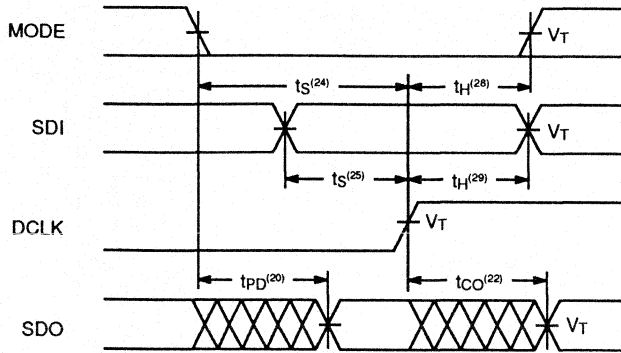 MODE
V_T
t_S(24) t_H(28)
SDI
V_T
t_S(25) t_H(29)
DCLK
V_T
t_PD(20) t_CO(22)
SDO
V_T